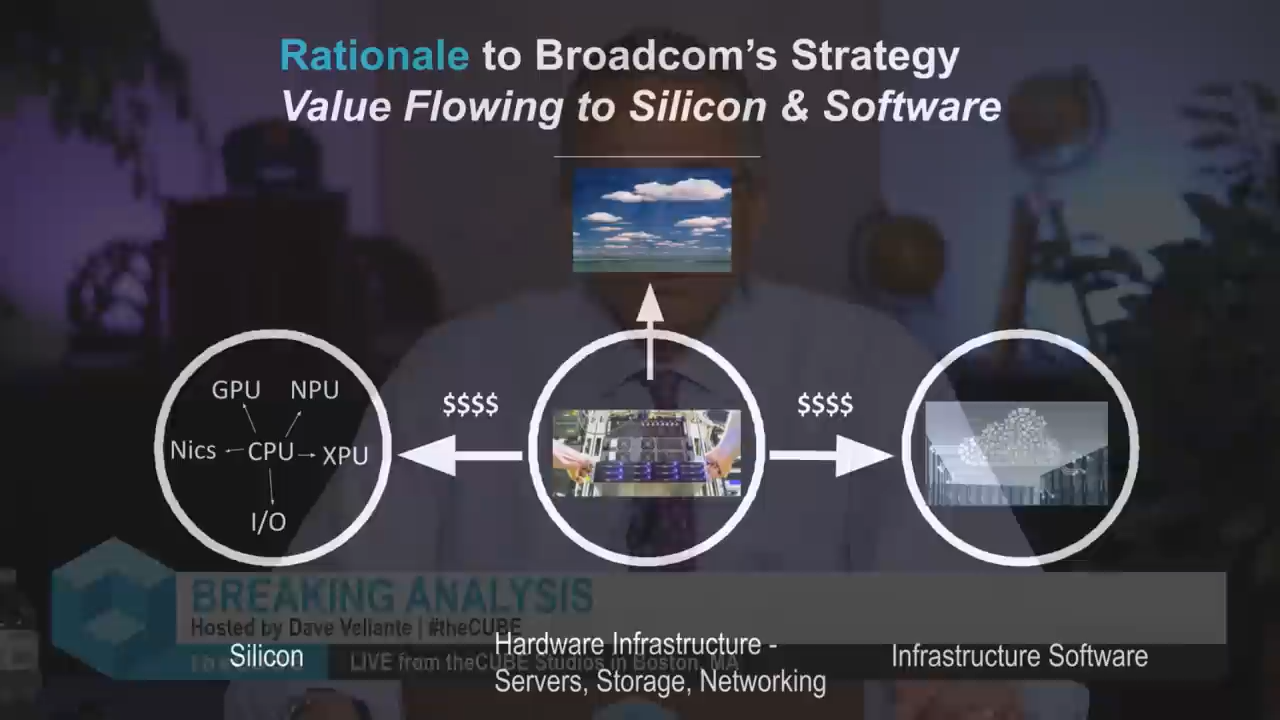 Rationale to Broadcom's Strategy
Value Flowing to Silicon & Software
GPU NPU
Nics CPU XPU
I/O
$$$$
$$$$
BREAKING ANALYSIS
Hosted by Dave Vellante | #theCUBE
LIVE from theCUBE Studios in Boston, MA
Silicon
Hardware Infrastructure -
Servers, Storage, Networking
Infrastructure Software